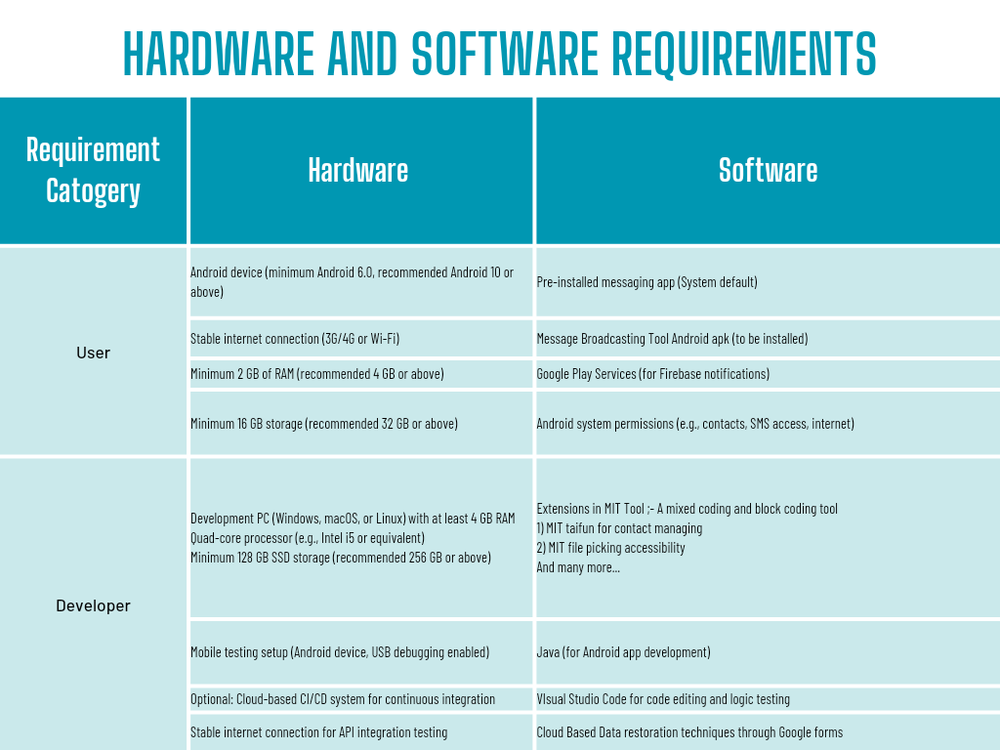 HARDWARE AND SOFTWARE REQUIREMENTS
Requirement
Catogery
Hardware
Software
User
Android device (minimum Android 6.0, recommended Android 10 or
above)
Pre-installed messaging app (System default)
Stable internet connection (3G/4G or Wi-Fi)
Message Broadcasting Tool Android apk (to be installed)
Minimum 2 GB of RAM (recommended 4 GB or above)
Google Play Services (for Firebase notifications)
Minimum 16 GB storage (recommended 32 GB or above)
Android system permissions (e.g., contacts, SMS access, internet)
Developer
Development PC (Windows, macOS, or Linux) with at least 4 GB RAM
Quad-core processor (e.g., Intel i5 or equivalent)
Minimum 128 GB SSD storage (recommended 256 GB or above)
Extensions in MIT Tool ;- A mixed coding and block coding tool
1) MIT taifun for contact managing
2) MIT file picking accessibility
And many more...
Mobile testing setup (Android device, USB debugging enabled)
Java (for Android app development)
Optional: Cloud-based CI/CD system for continuous integration
VIsual Studio Code for code editing and logic testing
Stable internet connection for API integration testing
Cloud Based Data restoration techniques through Google forms